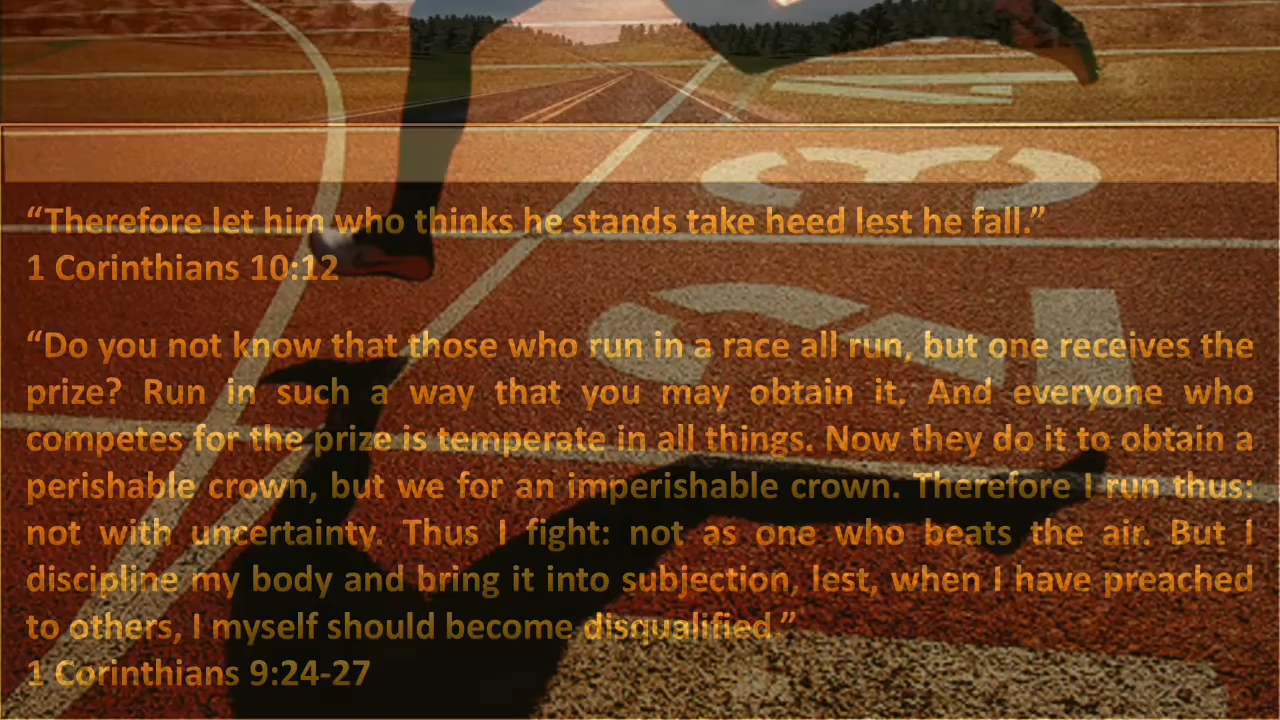 “Therefore let him who thinks he stands take heed lest he fall.”
1 Corinthians 10:12
“Do you not know that those who run in a race all run, but one receives the
prize? Run in such a way that you may obtain it. And everyone who
competes for the prize is temperate in all things. Now they do it to obtain a
perishable crown, but we for an imperishable crown. Therefore I run thus:
not with uncertainty. Thus I fight: not as one who beats the air. But I
discipline my body and bring it into subjection, lest, when I have preached
to others, I myself should become disqualified.”
1 Corinthians 9:24-27